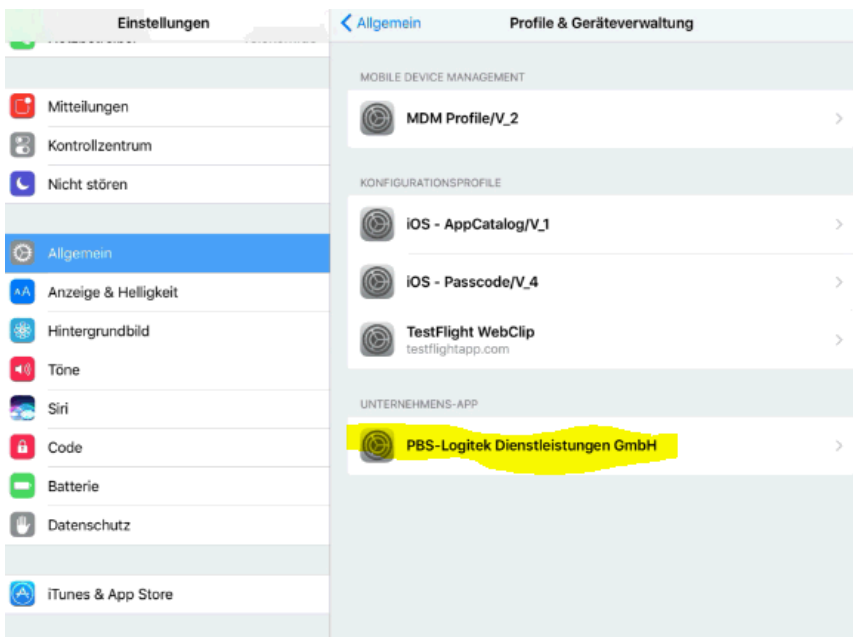 Einstellungen
Mitteilungen
Kontrollzentrum
Nicht stören
Allgemein
Anzeige & Helligkeit
Hintergrundbild
Töne
Siri
Code
Batterie
Datenschutz
iTunes & App Store
Allgemein
Profile & Geräteverwaltung
MOBILE DEVICE MANAGEMENT
MDM Profile/V_2
KONFIGURATIONSPROFILE
iOS - AppCatalog/V_1
iOS - Passcode/V_4
TestFlight WebClip
testflightapp.com
UNTERNEHMENS-APP
PBS-Logitek Dienstleistungen GmbH